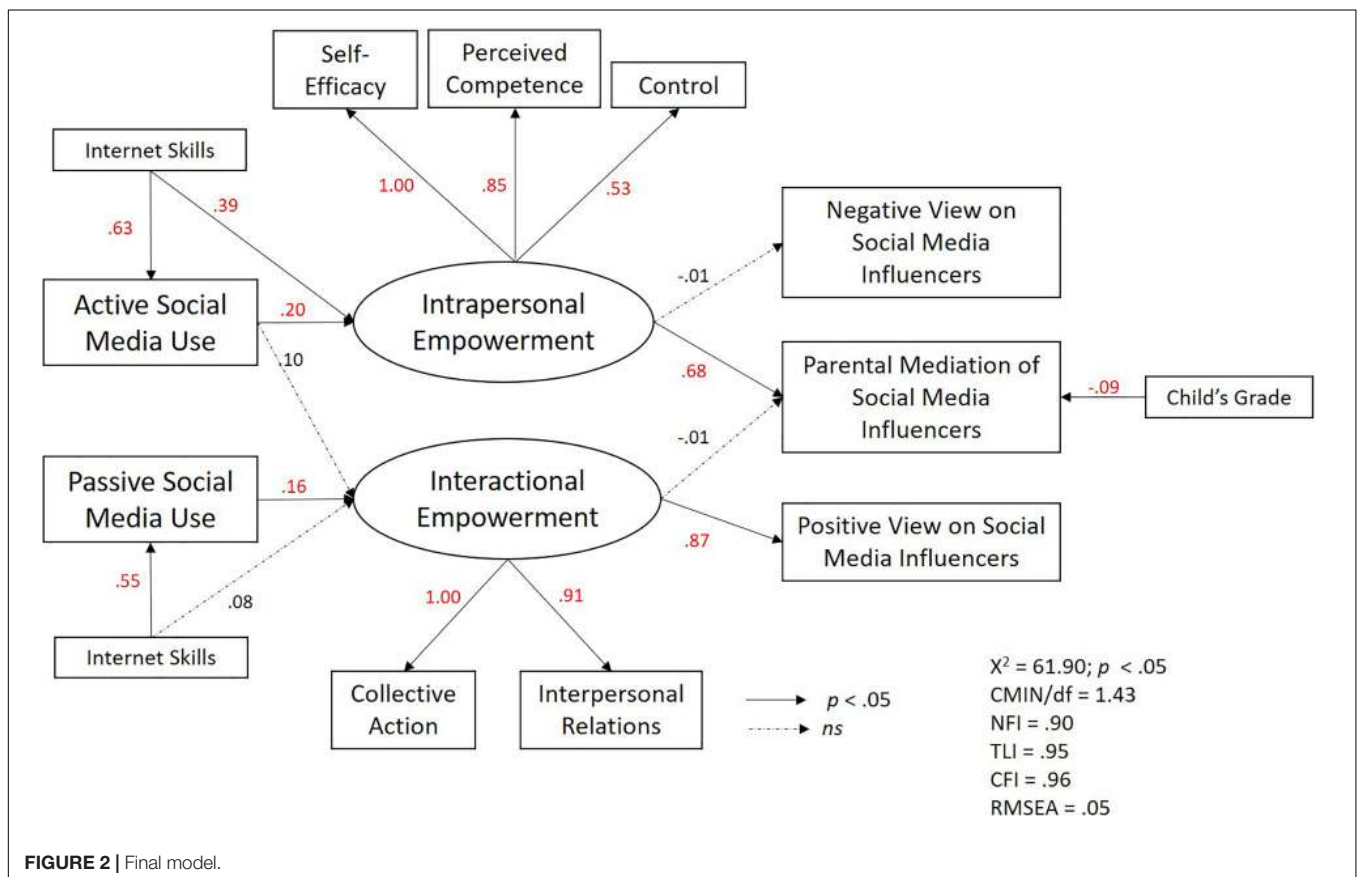 Self-
Efficacy
Perceived
Competence
Control
Internet Skills
1.00
.85
.53
.39
.63
Negative View on
Social Media
Influencers
-.01
Active Social
Media Use
.20
Intrapersonal
Empowerment
.10
.68
Parental Mediation of
Social Media
Influencers
-.09
Child's Grade
-.01
Passive Social
Media Use
.16
Interactional
Empowerment
.87
Positive View on Social
Media Influencers
.55
.08
1.00
.91
Internet Skills
Collective
Action
Interpersonal
Relations
p < .05
ns
X² = 61.90; p < .05
CMIN/df = 1.43
NFI = .90
TLI = .95
CFI = .96
RMSEA = .05
FIGURE 2 | Final model.